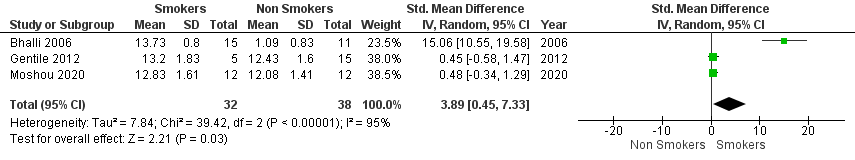 Smokers Non Smokers Std. Mean Difference Std. Mean Difference
Study or Subgroup Mean SD Total Mean SD Total Weight IV, Random, 95% CI Year IV, Random, 95% CI
Bhalli 2006 13.73 0.8 15 1.09 0.83 11 23.5% 15.06 [10.55, 19.58] 2006
Gentile 2012 13.2 1.83 5 12.43 1.6 15 38.0% 0.45 [-0.58, 1.47] 2012
Moshou 2020 12.83 1.61 12 12.08 1.41 12 38.5% 0.48 [-0.34, 1.29] 2020
Total (95% CI) 32 38 100.0% 3.89 [0.45, 7.33]
Heterogeneity: Tau² = 7.84; Chi² = 39.42, df = 2 (P < 0.00001); I² = 95%
Test for overall effect: Z = 2.21 (P = 0.03)
-20 -10 0 10 20
Non Smokers Smokers